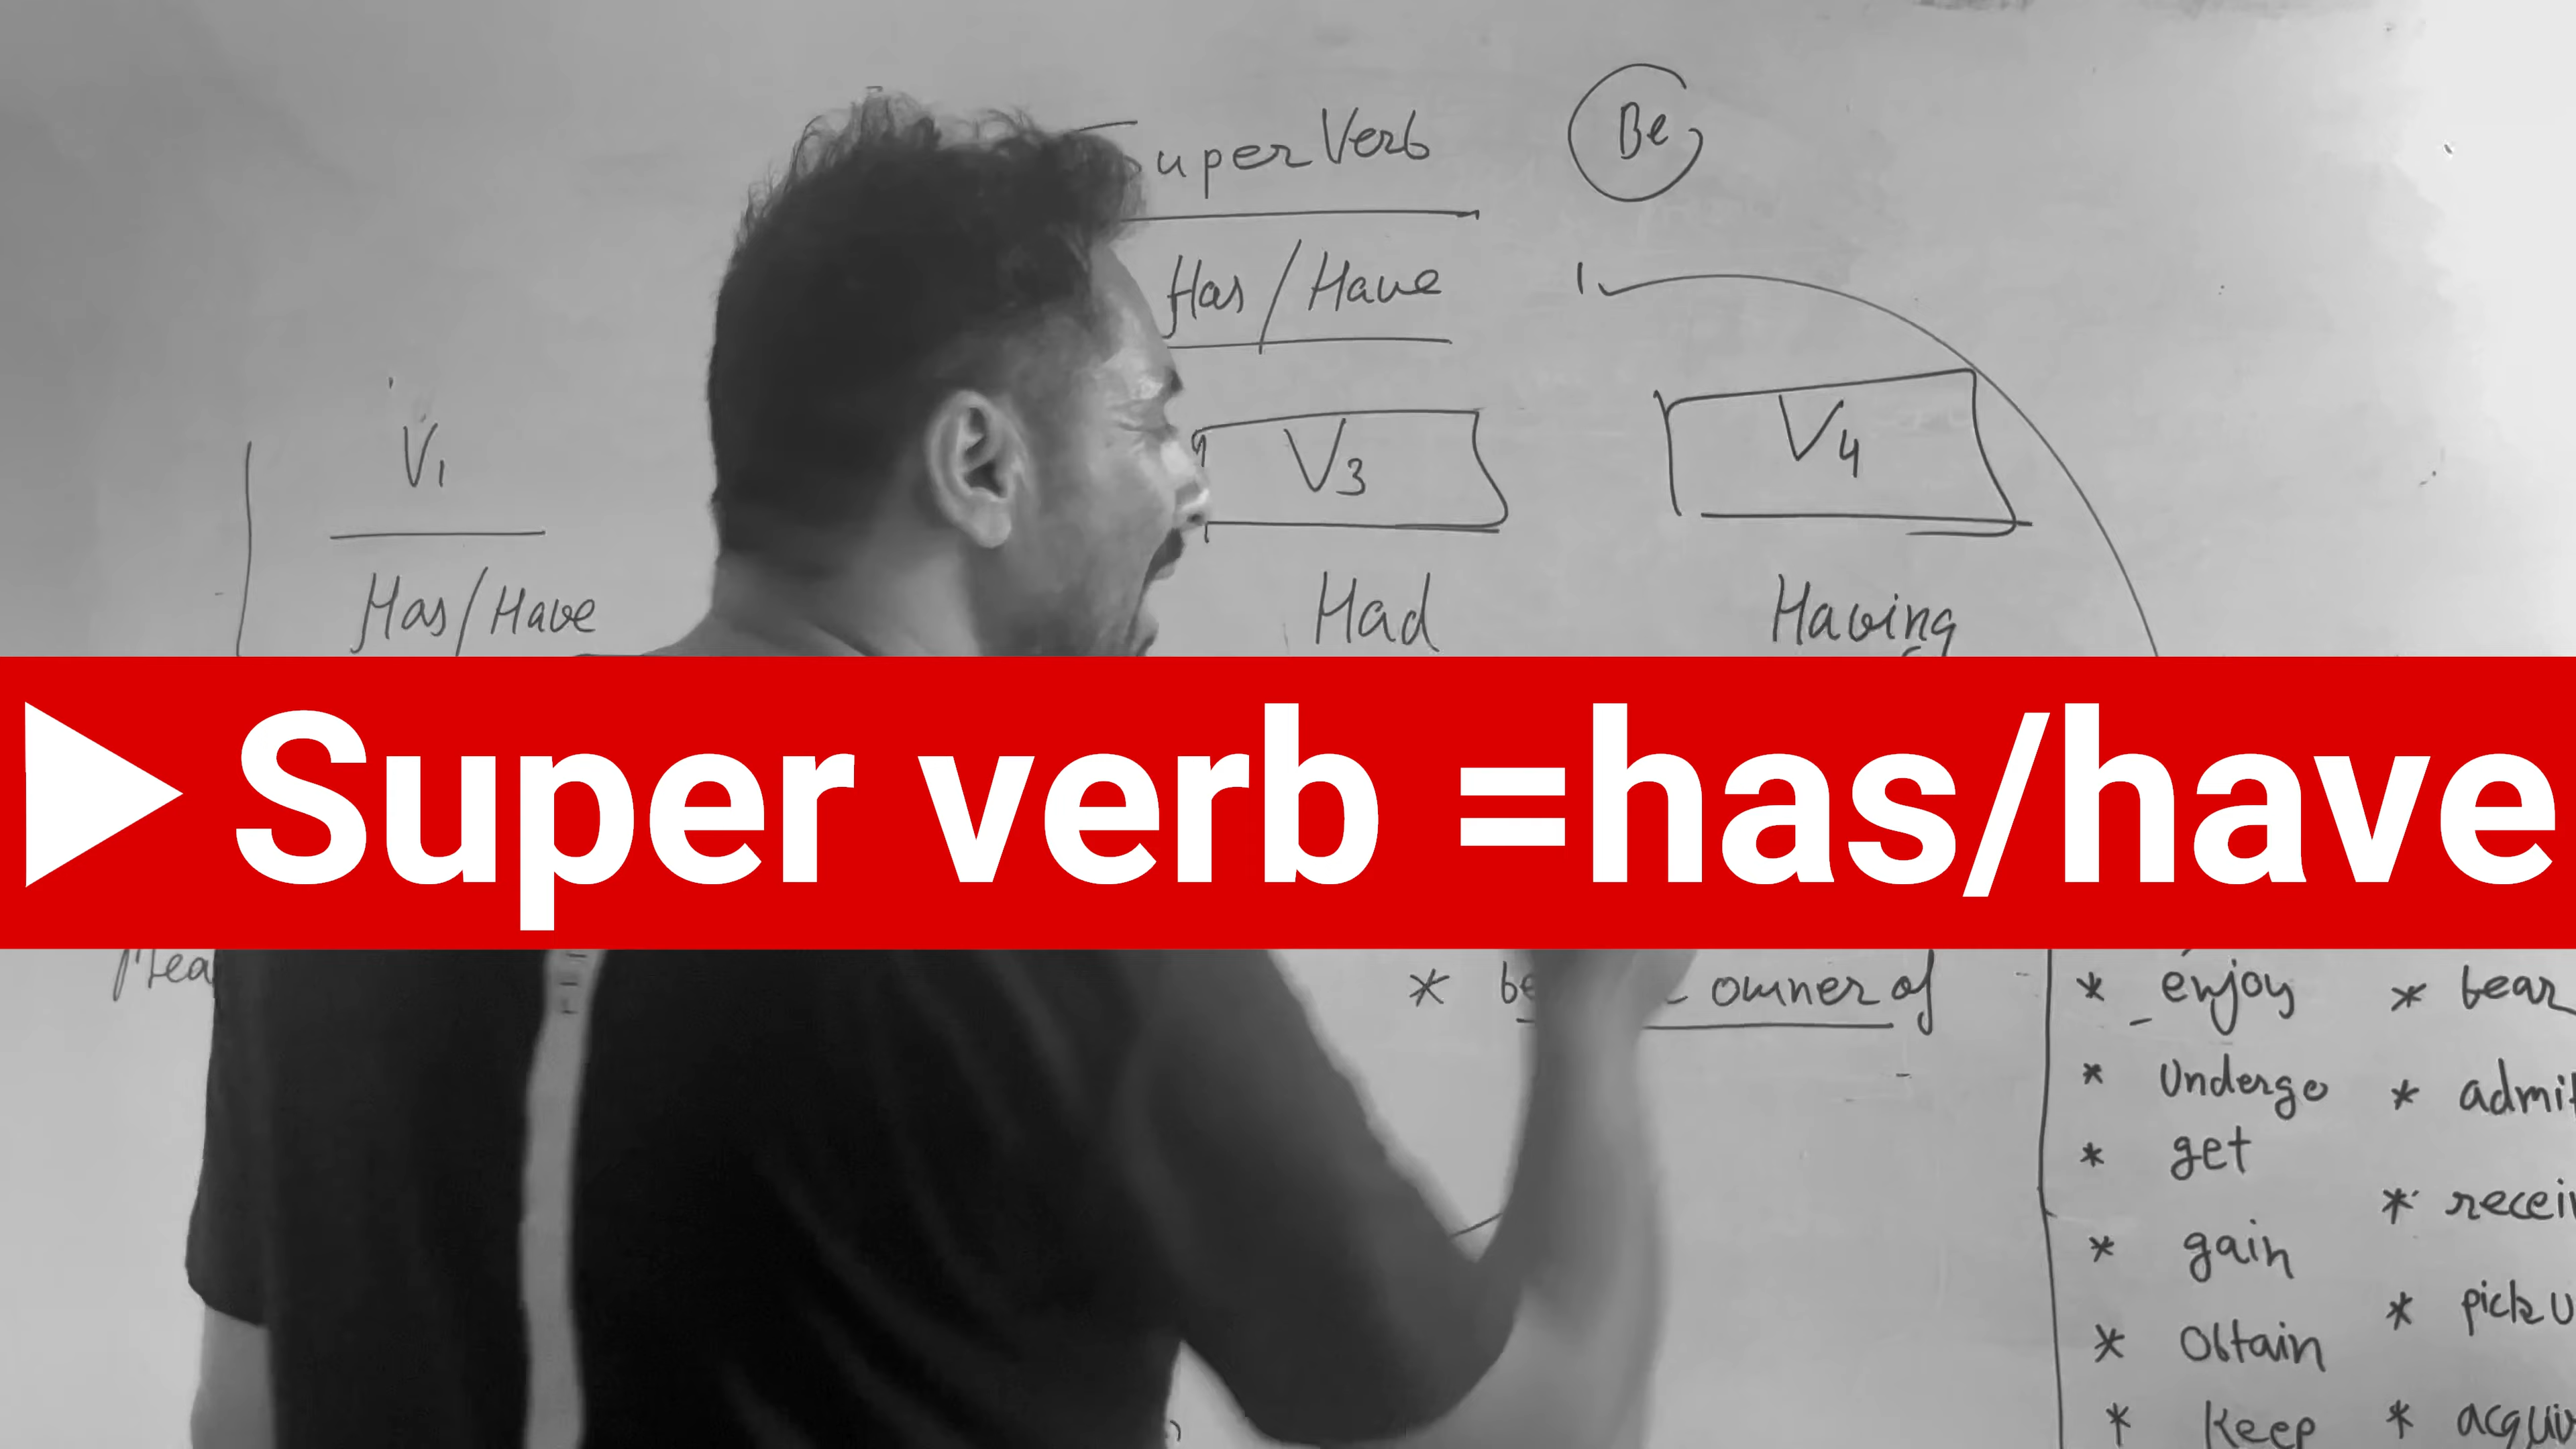 Super Verb
Be
Has / Have
V1
V3
V4
Has/Have
Had
Having
Super verb =has/have
* owner of
* enjoy
* Undergo
* get
* gain
* Obtain
* Keep
* bear
*
*
*
*